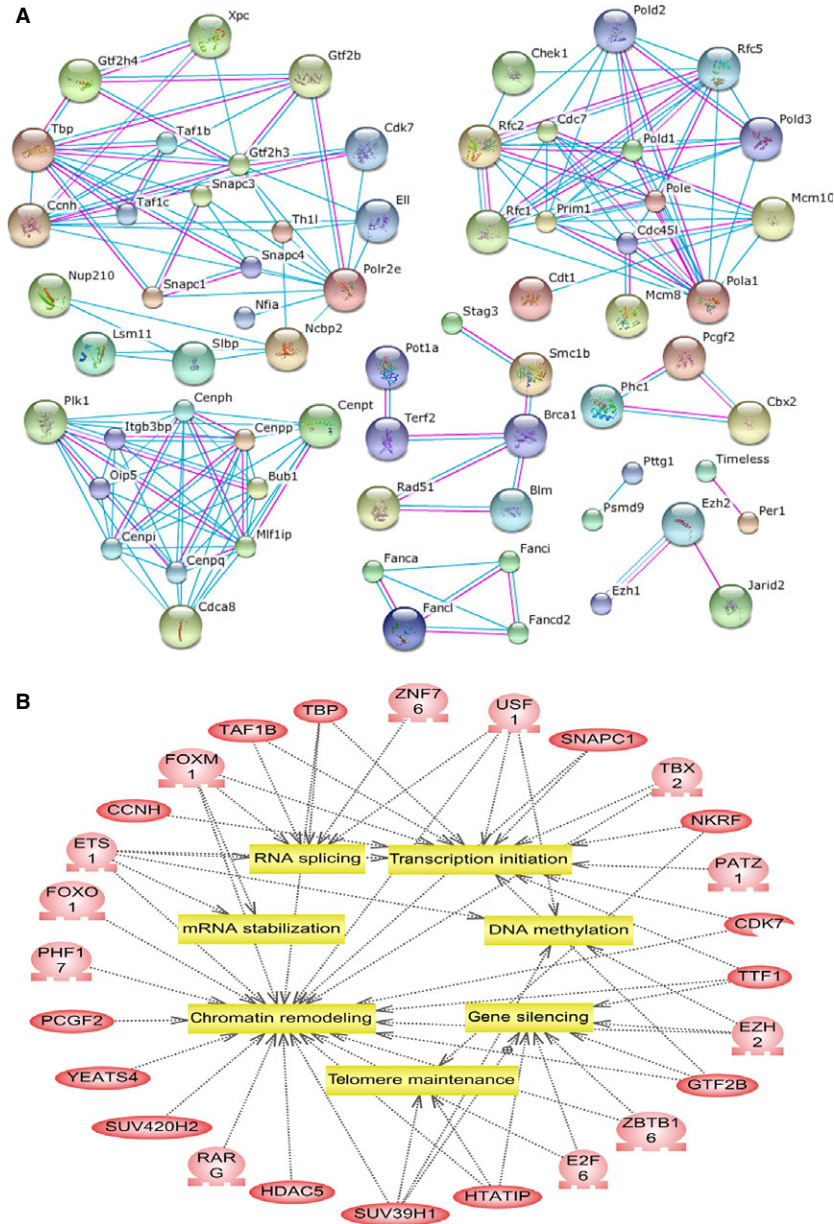 A
Xpc
Pold2
Gtf2h4
Gtf2b
Chek1
Rfc5
Tbp
Taf1b
Cdk7
Rfc2
Cdc7
Pold1
Pold3
Gtf2h3
Snapc3
Ell
Pole
Mcm10
Ccnh
Taf1c
Th1l
Rfc1
Prim1
Cdc45l
Snapc4
Nup210
Snapc1
Polr2e
Cdt1
Mcm8
Pola1
Nfia
Stag3
Lsm11
Slbp
Ncbp2
Pot1a
Smc1b
Pcgf2
Phc1
Cbx2
Plk1
Cenph
Cenpt
Itgb3bp
Cenpp
Terf2
Brca1
Oip5
Bub1
Pttg1
Timeless
Rad51
Blm
Psmd9
Per1
Cenpi
Mlf1ip
Ezh2
Cenpq
Fanca
Fanci
Cdca8
Fancl
Fancd2
Ezh1
Jarid2
B
ZNF7
6
USF
1
TBP
TAF1B
SNAPC1
FOXM
1
TBX
2
CCNH
NKRF
ETS
1
RNA splicing
Transcription initiation
PATZ
1
FOXO
1
mRNA stabilization
DNA methylation
CDK7
PHF1
7
TTF1
PCGF2
Chromatin remodeling
Gene silencing
EZH
2
YEATS4
Telomere maintenance
GTF2B
SUV420H2
ZBTB1
6
RAR
G
E2F
6
HDAC5
HTATIP
SUV39H1